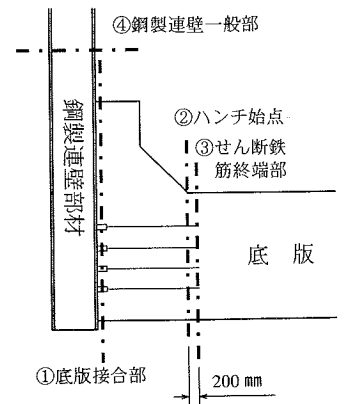 ④鋼製連壁一般部
②ハンチ始点
③せん断鉄
筋終端部
鋼製連壁部材
底 版
①底版接合部
200 mm